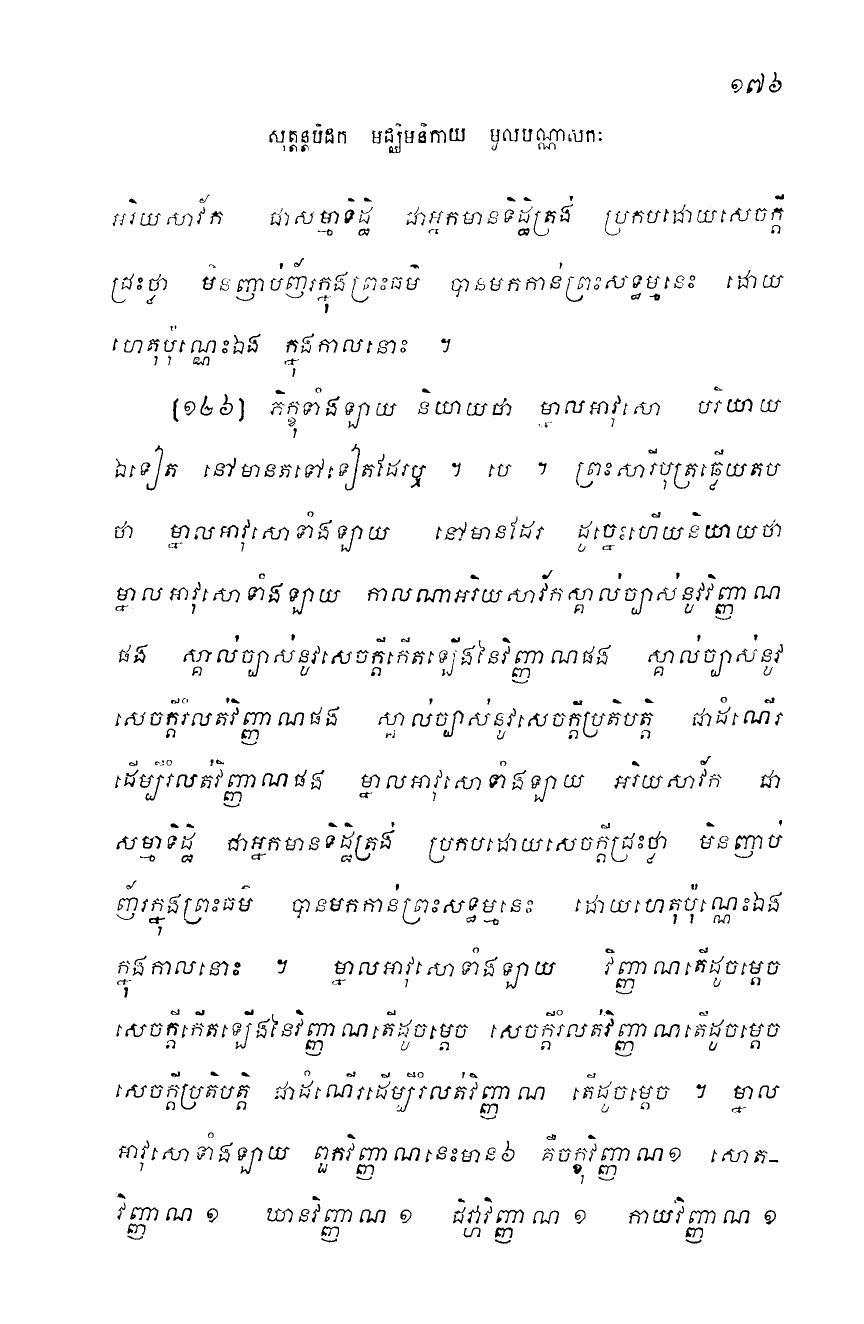 ១៧៦
សុត្តន្តបិដក មជ្ឈិមនិកាយ មូលបណ្ណាសកៈ
អរិយសាវ័ក ជាសម្មាទិដ្ឋិ ជាអ្នកមានទិដ្ឋិត្រង់ ប្រកបដោយសេចក្តី
ជ្រះថ្លា មិនញាប់ញ័រក្នុងព្រះធម៌ បានមកកាន់ព្រះសទ្ធម្មនេះ ដោយ
ហេតុប៉ុណ្ណេះឯង ក្នុងកាលនោះ ។
[១២៦] ភិក្ខុទាំងឡាយ និយាយថា ម្នាលអាវុសោ បរិយាយ
ឯទៀត នៅមានតទៅទៀតដែរឬ ។ បេ ។ ព្រះសារីបុត្រធ្វើយតប
ថា ម្នាលអាវុសោទាំងឡាយ នៅមានដែរ ដូច្នេះហើយនិយាយថា
ម្នាលអាវុសោទាំងឡាយ កាលណាអរិយសាវ័កស្គាល់ច្បាស់នូវវិញ្ញាណ
ផង ស្គាល់ច្បាស់នូវសេចក្តីកើតឡើងនៃវិញ្ញាណផង ស្គាល់ច្បាស់នូវ
សេចក្តីរំលត់វិញ្ញាណផង ស្គាល់ច្បាស់នូវសេចក្តីប្រតិបត្តិ ជាដំណើរ
ដើម្បីរំលត់វិញ្ញាណផង ម្នាលអាវុសោទាំងឡាយ អរិយសាវ័ក ជា
សម្មាទិដ្ឋិ ជាអ្នកមានទិដ្ឋិត្រង់ ប្រកបដោយសេចក្តីជ្រះថ្លា មិនញាប់
ញ័រក្នុងព្រះធម៌ បានមកកាន់ព្រះសទ្ធម្មនេះ ដោយហេតុប៉ុណ្ណេះឯង
ក្នុងកាលនោះ ។ ម្នាលអាវុសោទាំងឡាយ វិញ្ញាណតើដូចម្តេច
សេចក្តីកើតឡើងនៃវិញ្ញាណតើដូចម្តេច សេចក្តីរំលត់វិញ្ញាណតើដូចម្តេច
សេចក្តីប្រតិបត្តិ ជាដំណើរដើម្បីរំលត់វិញ្ញាណ តើដូចម្តេច ។ ម្នាល
អាវុសោទាំងឡាយ ពួកវិញ្ញាណនេះមាន៦ គឺចក្ខុវិញ្ញាណ១ សោត-
វិញ្ញាណ ១ ឃានវិញ្ញាណ ១ ជិវ្ហាវិញ្ញាណ ១ កាយវិញ្ញាណ ១